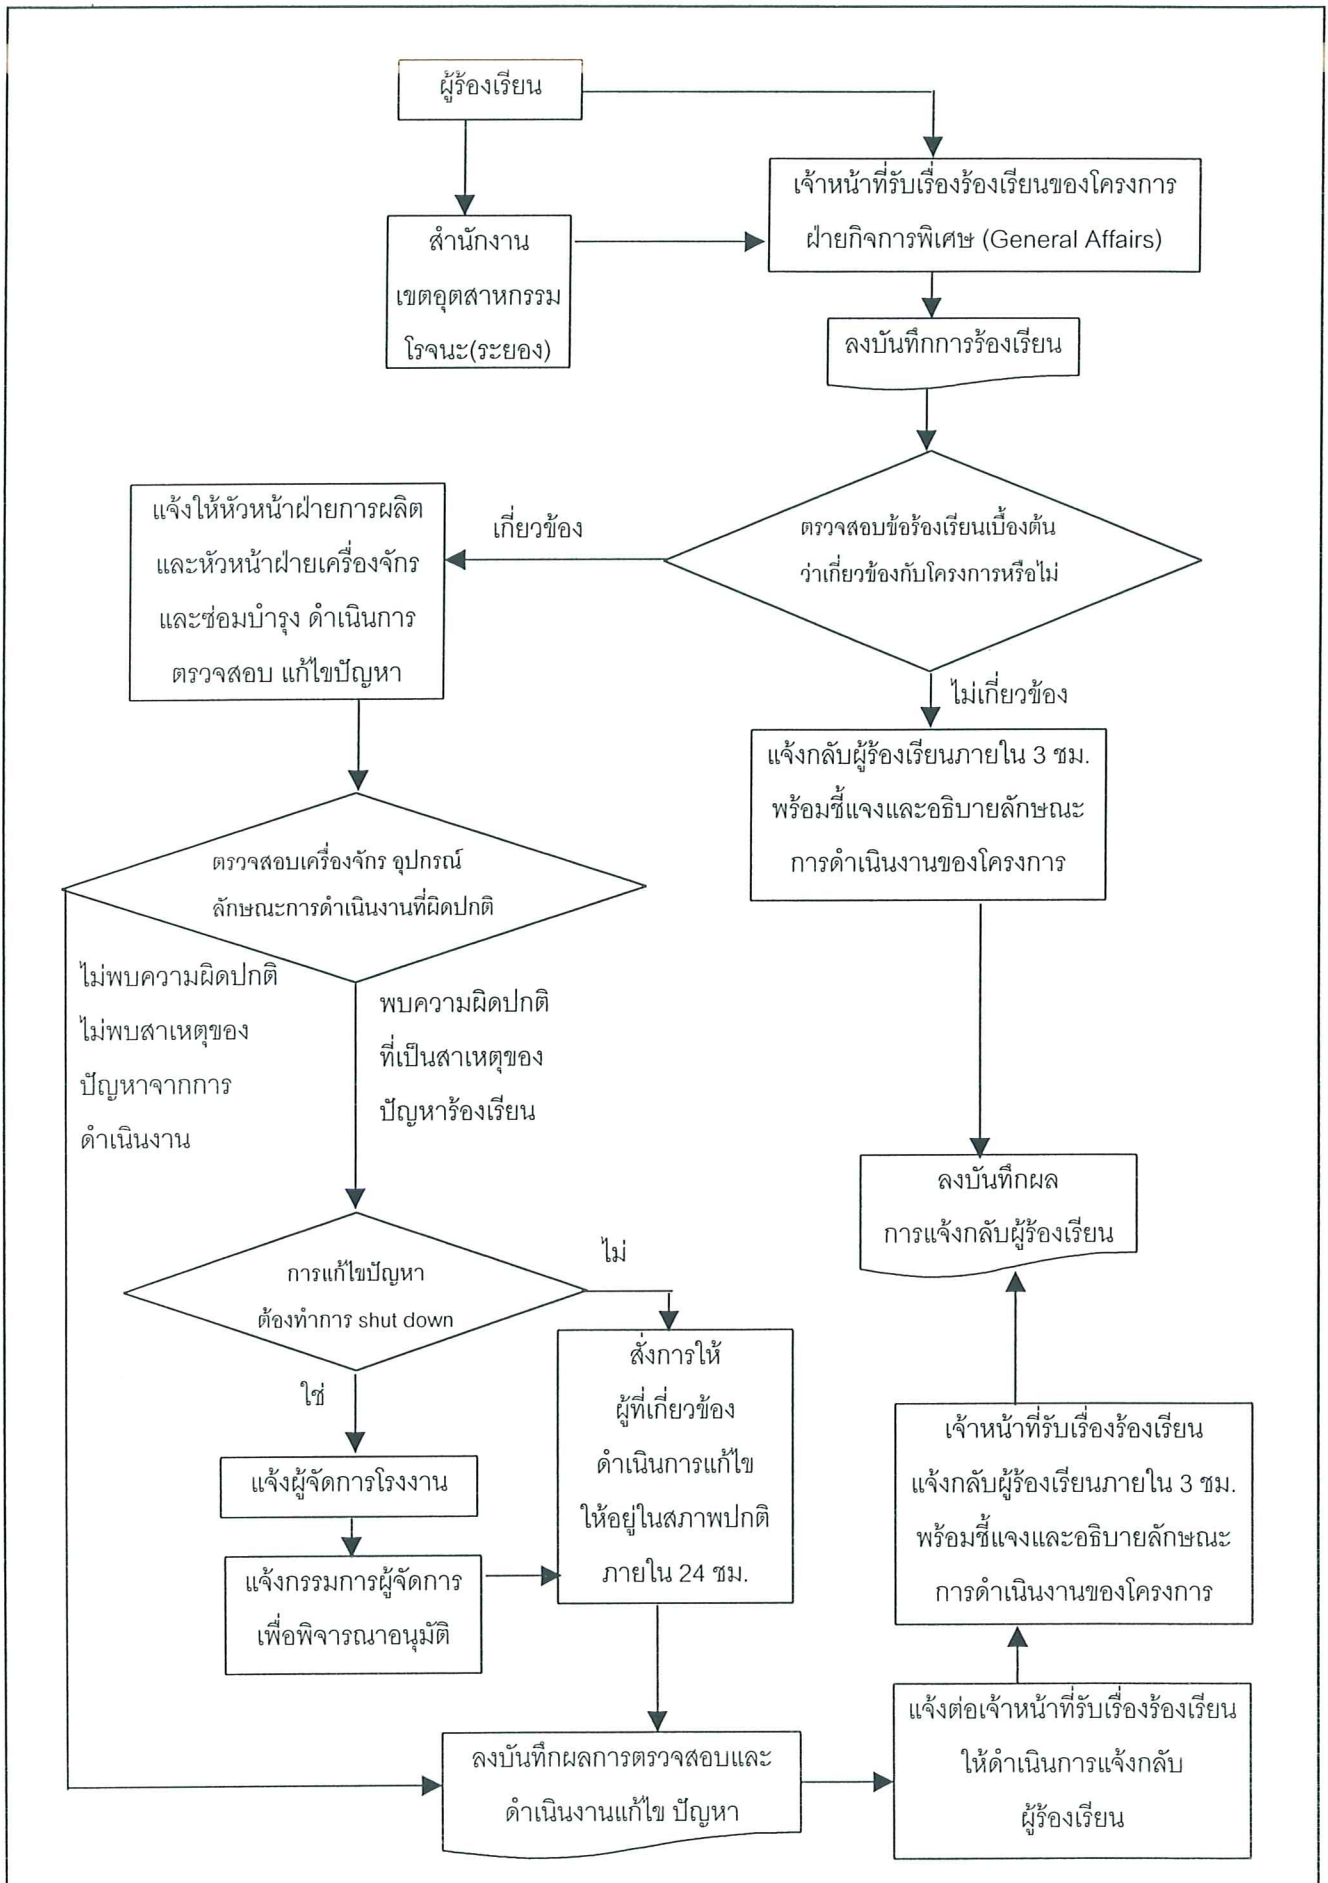 ผู้ร้องเรียน
เจ้าหน้าที่รับเรื่องร้องเรียนของโครงการ
ฝ่ายกิจการพิเศษ (General Affairs)
สำนักงาน
เขตอุตสาหกรรม
โรจนะ(ระยอง)
ลงบันทึกการร้องเรียน
ตรวจสอบข้อร้องเรียนเบื้องต้น
ว่าเกี่ยวข้องกับโครงการหรือไม่
เกี่ยวข้อง
แจ้งให้หัวหน้าฝ่ายการผลิต
และหัวหน้าฝ่ายเครื่องจักร
และซ่อมบำรุง ดำเนินการ
ตรวจสอบ แก้ไขปัญหา
ไม่เกี่ยวข้อง
แจ้งกลับผู้ร้องเรียนภายใน 3 ชม.
พร้อมชี้แจงและอธิบายลักษณะ
การดำเนินงานของโครงการ
ตรวจสอบเครื่องจักร อุปกรณ์
ลักษณะการดำเนินงานที่ผิดปกติ
ไม่พบความผิดปกติ
ไม่พบสาเหตุของ
ปัญหาจากการ
ดำเนินงาน
พบความผิดปกติ
ที่เป็นสาเหตุของ
ปัญหาร้องเรียน
ลงบันทึกผล
การแจ้งกลับผู้ร้องเรียน
การแก้ไขปัญหา
ต้องทำการ shut down
ไม่
ใช่
สั่งการให้
ผู้ที่เกี่ยวข้อง
ดำเนินการแก้ไข
ให้อยู่ในสภาพปกติ
ภายใน 24 ชม.
แจ้งผู้จัดการโรงงาน
แจ้งกรรมการผู้จัดการ
เพื่อพิจารณาอนุมัติ
เจ้าหน้าที่รับเรื่องร้องเรียน
แจ้งกลับผู้ร้องเรียนภายใน 3 ชม.
พร้อมชี้แจงและอธิบายลักษณะ
การดำเนินงานของโครงการ
ลงบันทึกผลการตรวจสอบและ
ดำเนินงานแก้ไข ปัญหา
แจ้งต่อเจ้าหน้าที่รับเรื่องร้องเรียน
ให้ดำเนินการแจ้งกลับ
ผู้ร้องเรียน